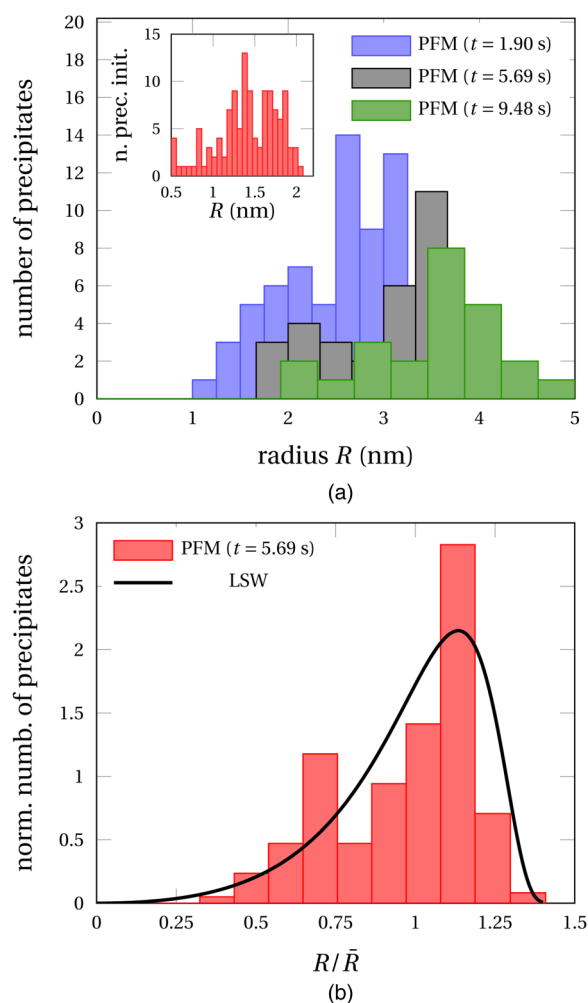 20
18
16
14
12
10
8
6
4
2
0
number of precipitates
15
10
5
0
n. prec. init.
0.5 1 1.5 2
R (nm)
PFM (t = 1.90 s)
PFM (t = 5.69 s)
PFM (t = 9.48 s)
0 1 2 3 4 5
radius R (nm)
(a)
3
2.5
2
1.5
1
0.5
0
norm. numb. of precipitates
PFM (t = 5.69 s)
LSW
0 0.25 0.5 0.75 1 1.25 1.5
R/R̄
(b)